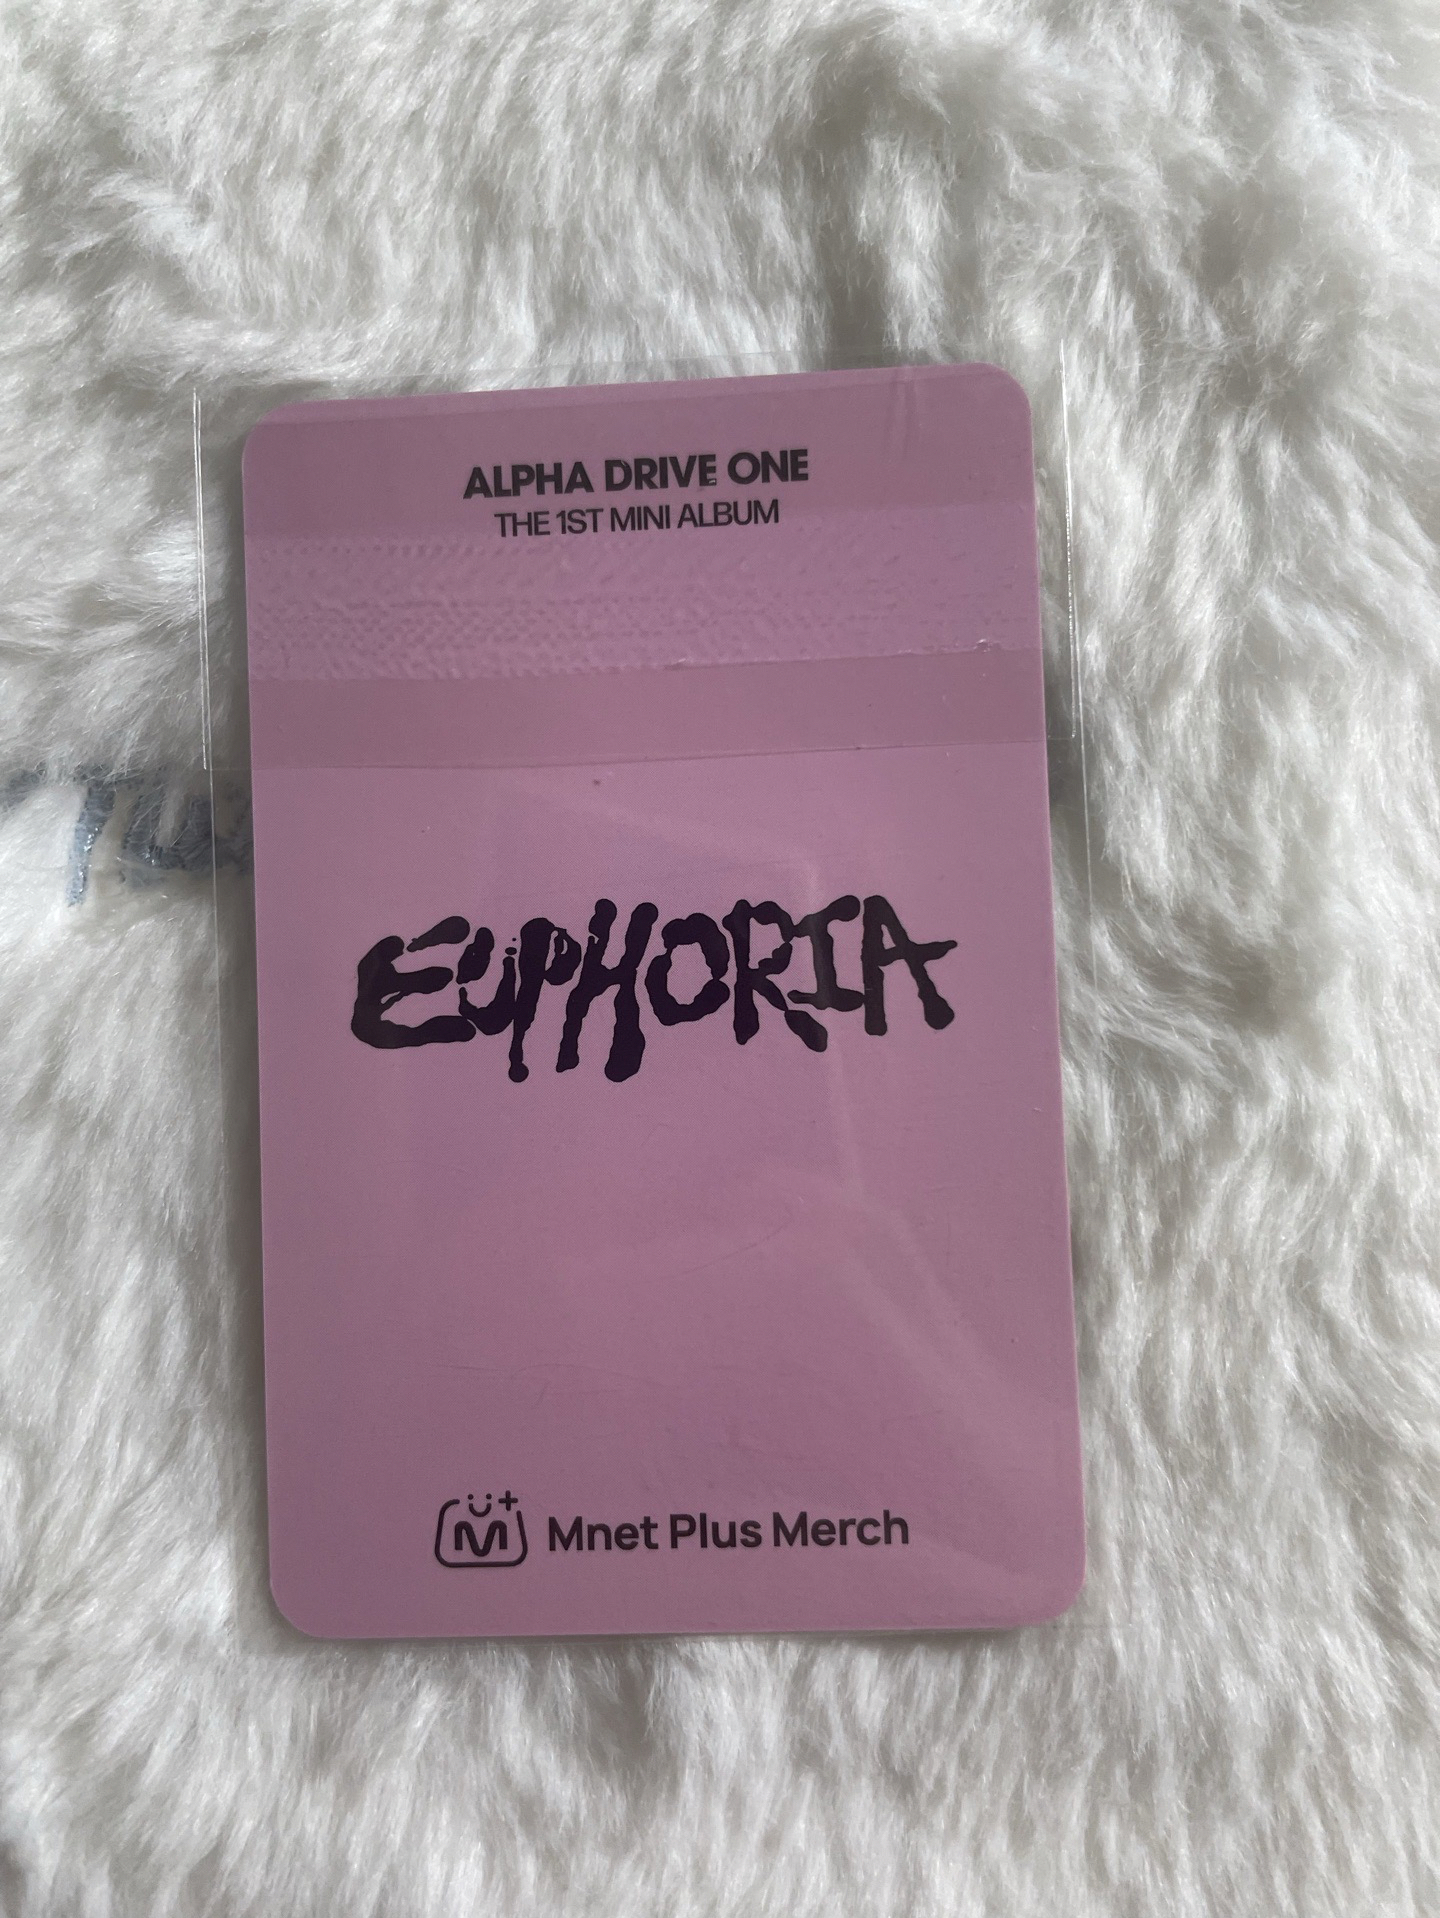 ALPHA DRIVE ONE
THE 1ST MINI ALBUM
EUPHORIA
Mnet Plus Merch